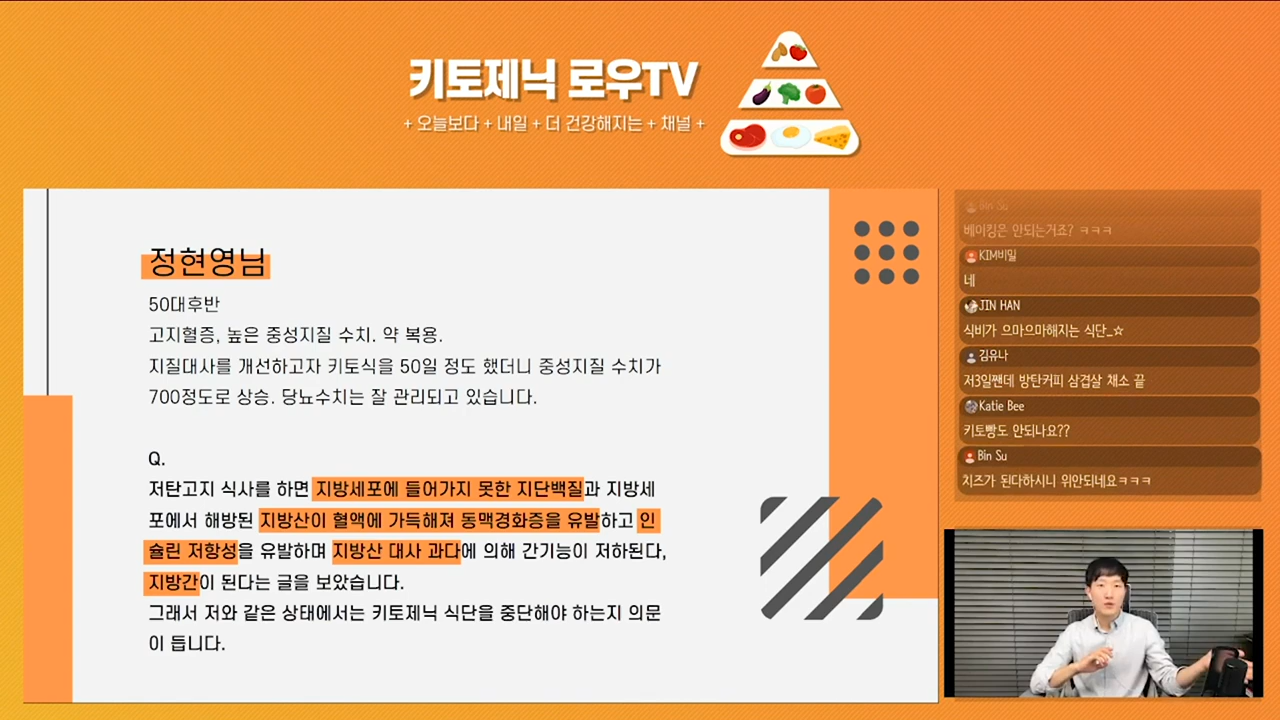 키토제닉 로우TV
+ 오늘보다 + 내일 + 더 건강해지는 + 채널 +
정현영님
50대후반
고지혈증, 높은 중성지질 수치. 약 복용.
지질대사를 개선하고자 키토식을 50일 정도 했더니 중성지질 수치가
700정도로 상승. 당뇨수치는 잘 관리되고 있습니다.
Q.
저탄고지 식사를 하면 지방세포에 들어가지 못한 지단백질과 지방세
포에서 해방된 지방산이 혈액에 가득해져 동맥경화증을 유발하고 인
슐린 저항성을 유발하며 지방산 대사 과다에 의해 간기능이 저하된다,
지방간이 된다는 글을 보았습니다.
그래서 저와 같은 상태에서는 키토제닉 식단을 중단해야 하는지 의문
이 듭니다.
Bin Su
베이킹은 안되는거죠? ㅋㅋㅋ
KIM비밀
네
JIN HAN
식비가 으마으마해지는 식단_☆
김유나
저3일짼데 방탄커피 삼겹살 채소 끝
Katie Bee
키토빵도 안되나요??
Bin Su
치즈가 된다하시니 위안되네요ㅋㅋㅋ